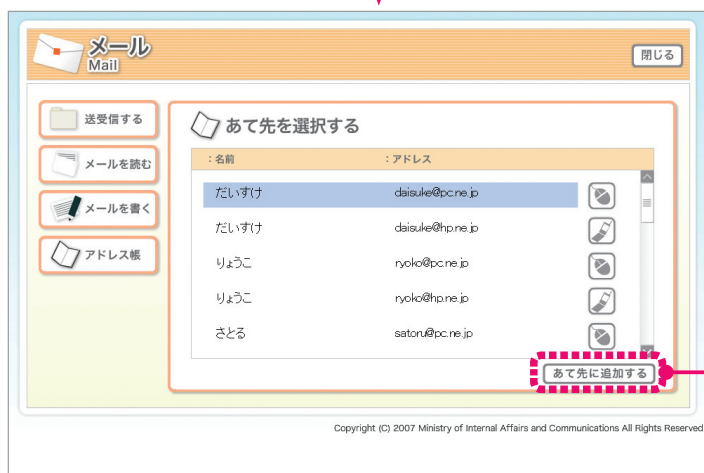 メール
Mail
閉じる
送受信する
メールを読む
メールを書く
アドレス帳
あて先を選択する
:名前 :アドレス
だいすけ daisuke@pc.ne.jp
だいすけ daisuke@hp.ne.jp
りょうこ ryoko@pc.ne.jp
りょうこ ryoko@hp.ne.jp
さとる satoru@pc.ne.jp
あて先に追加する
Copyright (C) 2007 Ministry of Internal Affairs and Communications All Rights Reserved